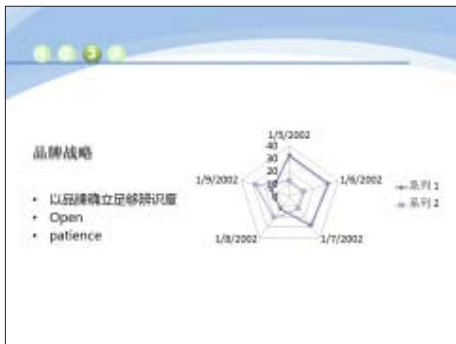 3
品牌战略
• 以品牌确立足够辨识度
• Open
• patience
1/5/2002
40
30
20
10
0
1/9/2002
1/6/2002
1/8/2002
1/7/2002
系列 1
系列 2